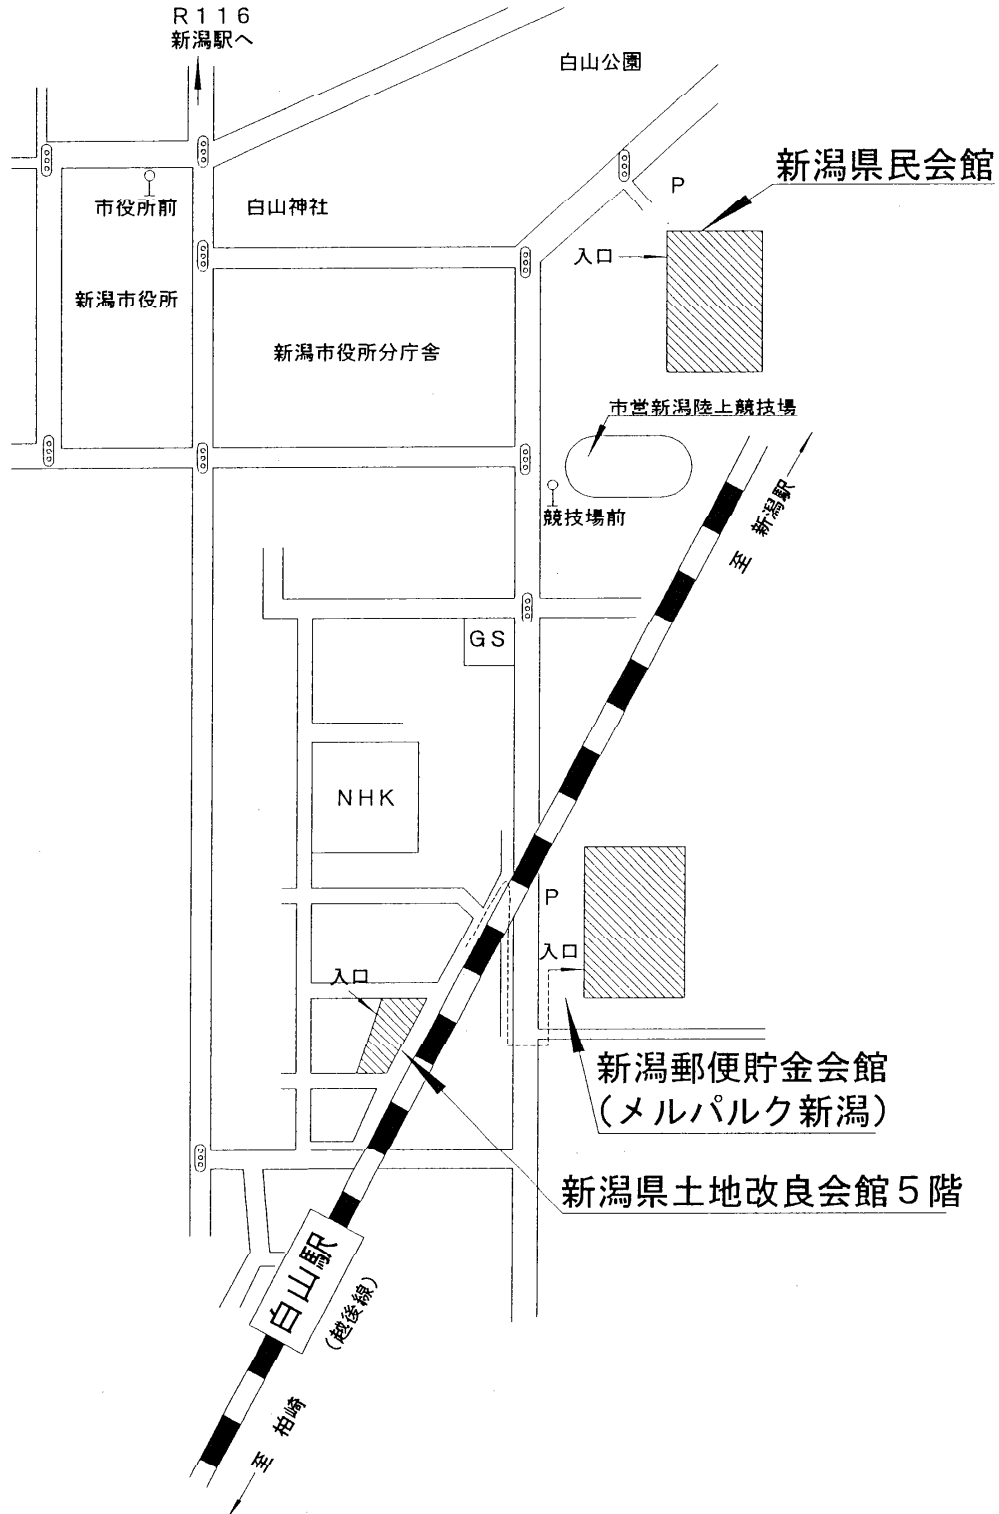 Ｒ１１６
新潟駅へ
白山公園
新潟県民会館
Ｐ
市役所前
白山神社
入口
新潟市役所
新潟市役所分庁舎
市営新潟陸上競技場
競技場前
至　新潟駅
ＧＳ
ＮＨＫ
Ｐ
入口
入口
新潟郵便貯金会館
（メルパルク新潟）
新潟県土地改良会館５階
白山駅
（越後線）
至　柏崎